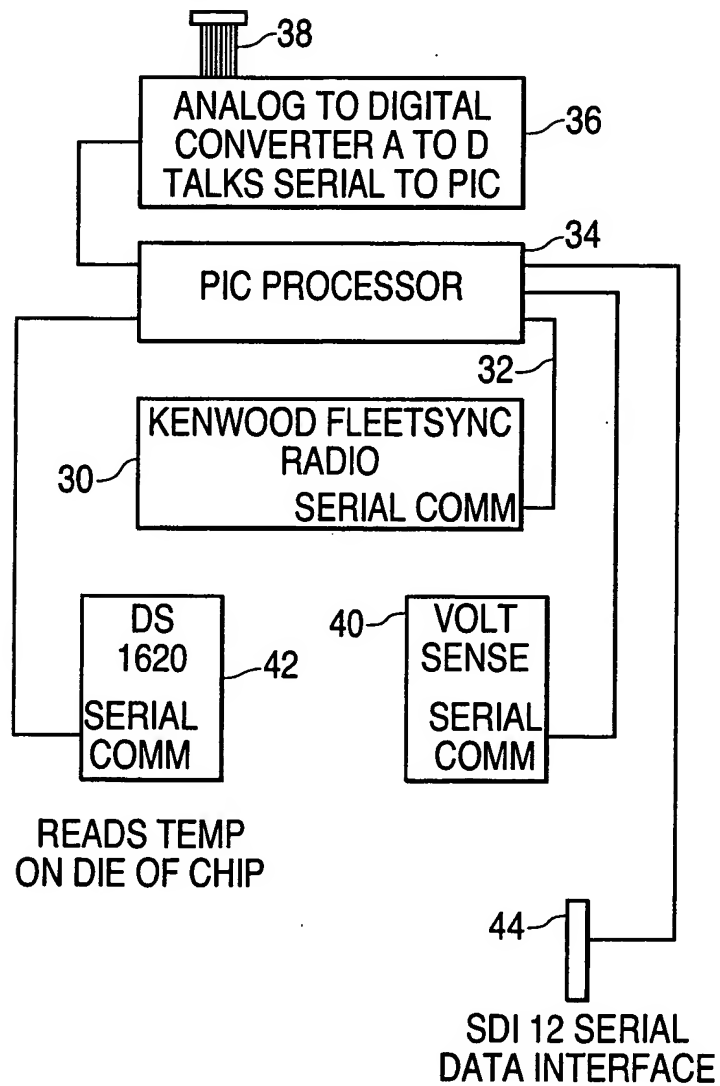 38
ANALOG TO DIGITAL
CONVERTER A TO D
TALKS SERIAL TO PIC
36
34
PIC PROCESSOR
32
KENWOOD FLEETSYNC
RADIO
SERIAL COMM
30
DS
1620
SERIAL
COMM
42
40
VOLT
SENSE
SERIAL
COMM
READS TEMP
ON DIE OF CHIP
44
SDI 12 SERIAL
DATA INTERFACE